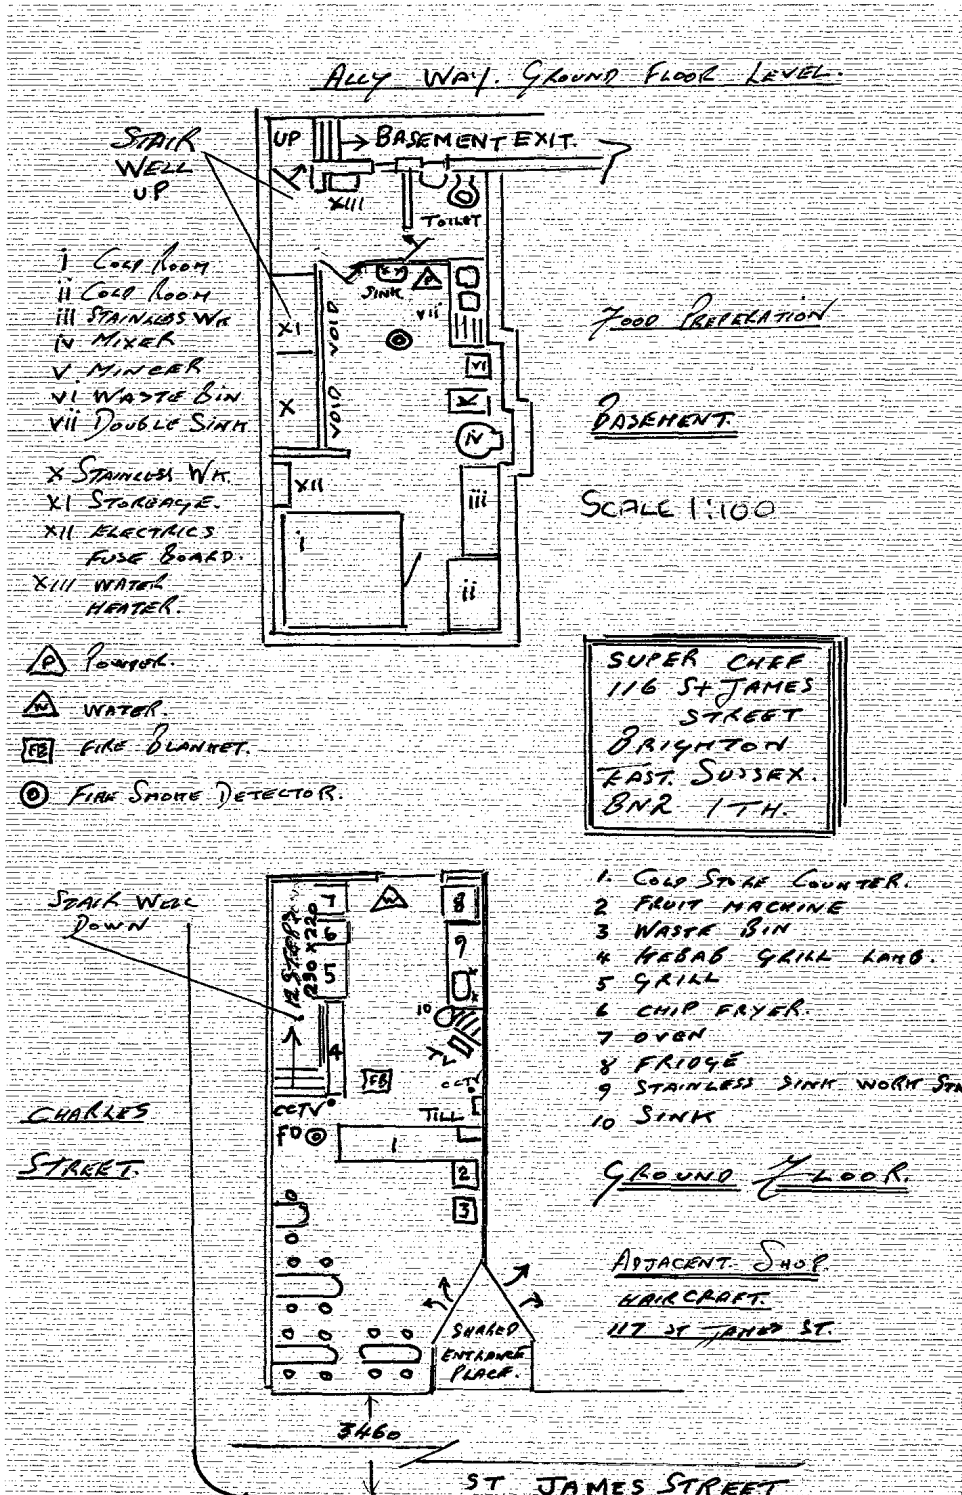 ALLY WAY. GROUND FLOOR LEVEL.
STAIR
WELL
UP
UP
BASEMENT EXIT.
XIII
TOILET
SINK
P
vii
VOID VOID
XI
X
XII
vi
iv
iii
i
ii
i COLD ROOM
ii COLD ROOM
iii STAINLESS WK
iv MIXER
v MINCER
vi WASTE BIN
vii DOUBLE SINK
X STAINLESS WK.
XI STOREAGE.
XII ELECTRICS
FUSE BOARD.
XIII WATER
HEATER.
P POWDER.
W WATER.
FB FIRE BLANKET.
FIRE SMOKE DETECTOR.
FOOD PREPERATION
BASEMENT.
SCALE 1:100
SUPER CHEF
116 St JAMES
STREET
BRIGHTON
EAST. SUSSEX.
BN2 1TH.
STAIR WELL
DOWN
12 STEPPS
290 X 220
7
6
5
4
W
8
9
10
FB
CCTV
CCTV
FD
TILL
1
2
3
1. COLD STORE COUNTER.
2 FRUIT MACHINE
3 WASTE BIN
4 KEBAB GRILL LAMB.
5 GRILL
6 CHIP FRYER.
7 OVEN
8 FRIDGE
9 STAINLESS SINK WORK
10 SINK
CHARLES
STREET.
GROUND FLOOR.
ADJACENT. SHOP.
HAIRCRAFT.
117 ST JAMES ST.
SHARED
ENTRANCE
PLACE.
3460
ST JAMES STREET